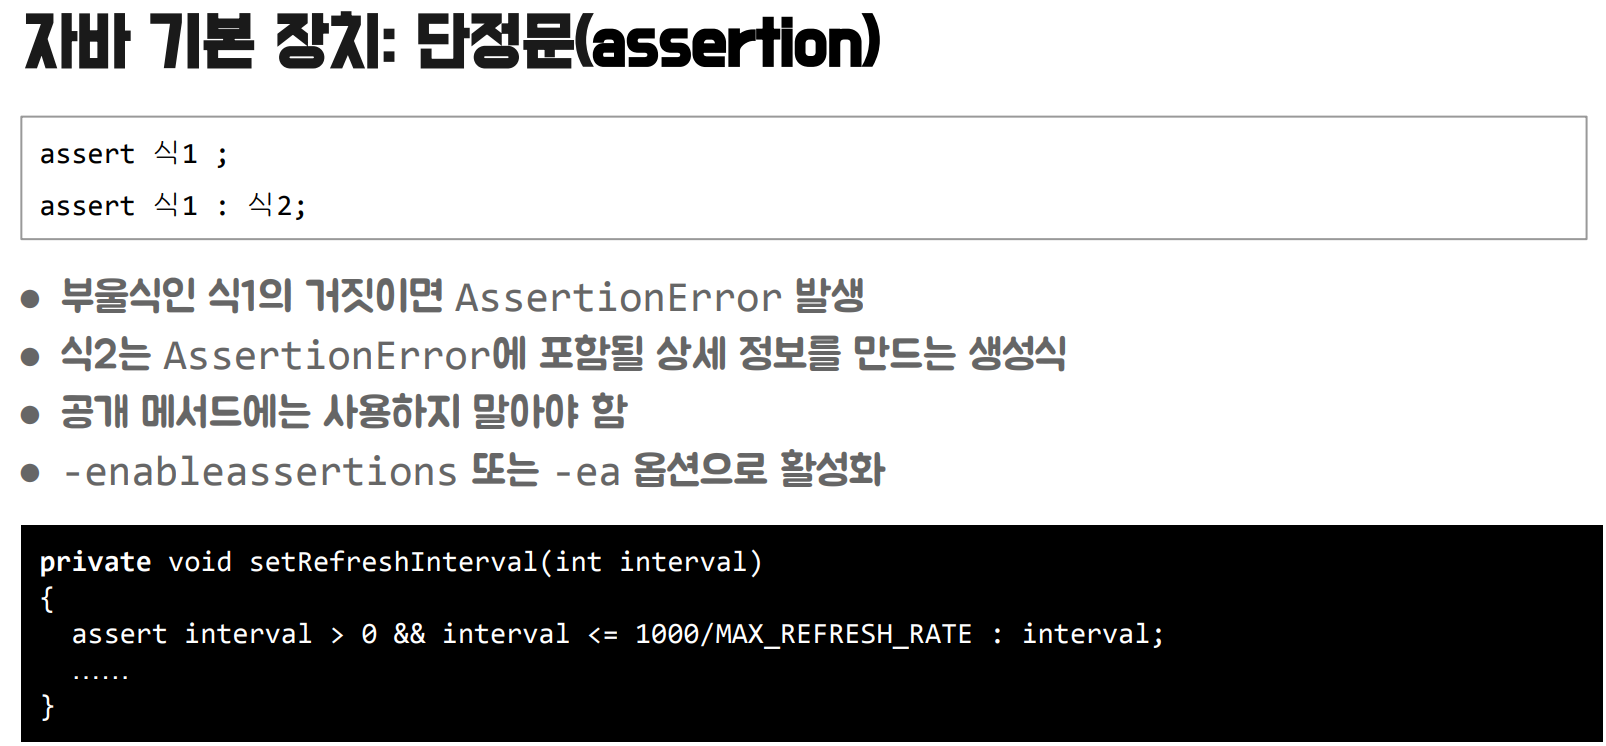 자바 기본 장치: 단정문(assertion)
assert 식1 ;
assert 식1 : 식2;
● 부울식인 식1의 거짓이면 AssertionError 발생
● 식2는 AssertionError에 포함될 상세 정보를 만드는 생성식
● 공개 메서드에는 사용하지 말아야 함
● -enableassertions 또는 -ea 옵션으로 활성화
private void setRefreshInterval(int interval)
{
assert interval > 0 && interval <= 1000/MAX_REFRESH_RATE : interval;
......
}